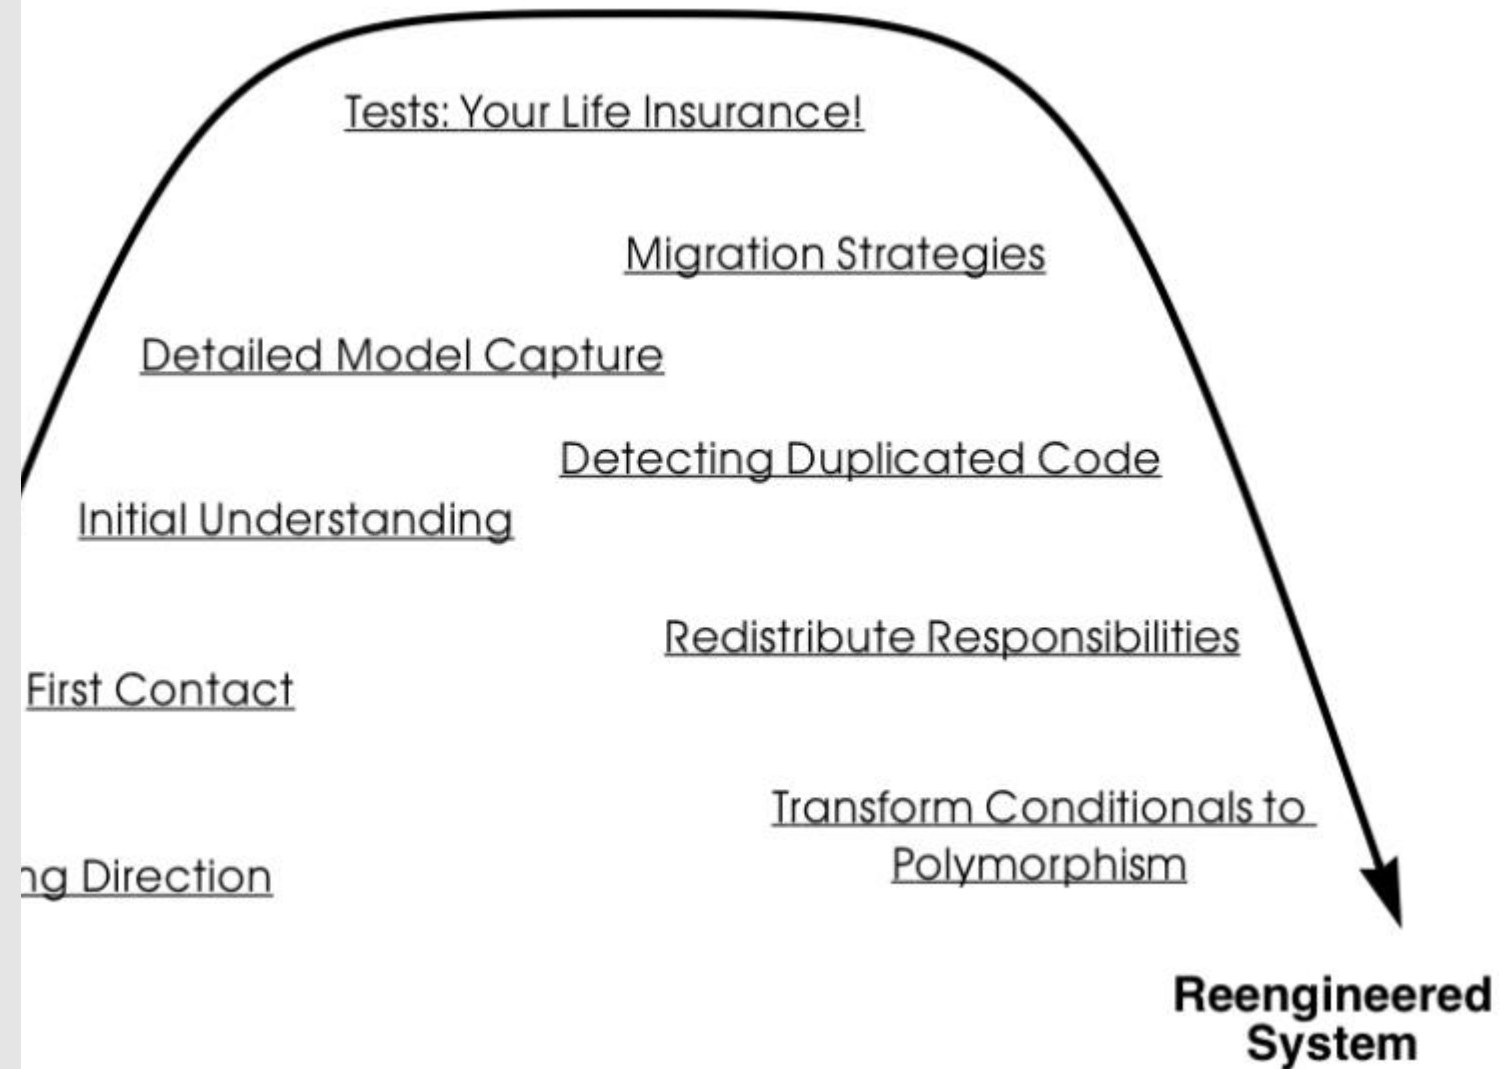 Tests: Your Life Insurance!
Migration Strategies
Detailed Model Capture
Detecting Duplicated Code
Initial Understanding
Redistribute Responsibilities
First Contact
Transform Conditionals to
Polymorphism
ng Direction
Reengineered
System